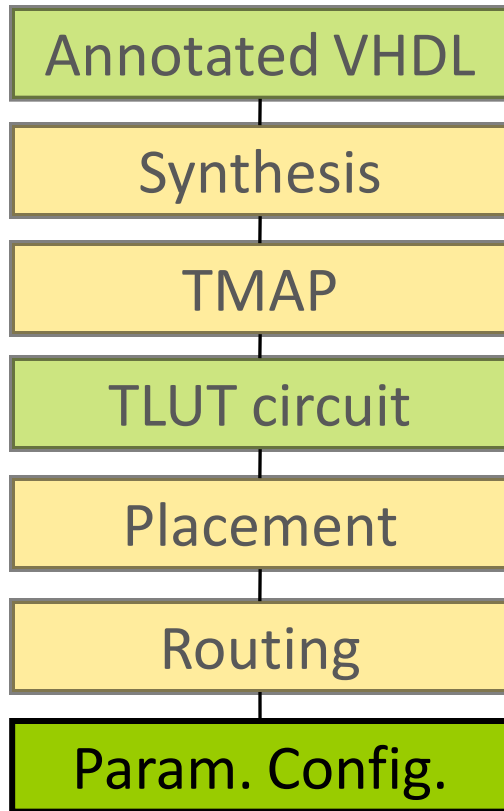 Annotated VHDL
Synthesis
TMAP
TLUT circuit
Placement
Routing
Param. Config.